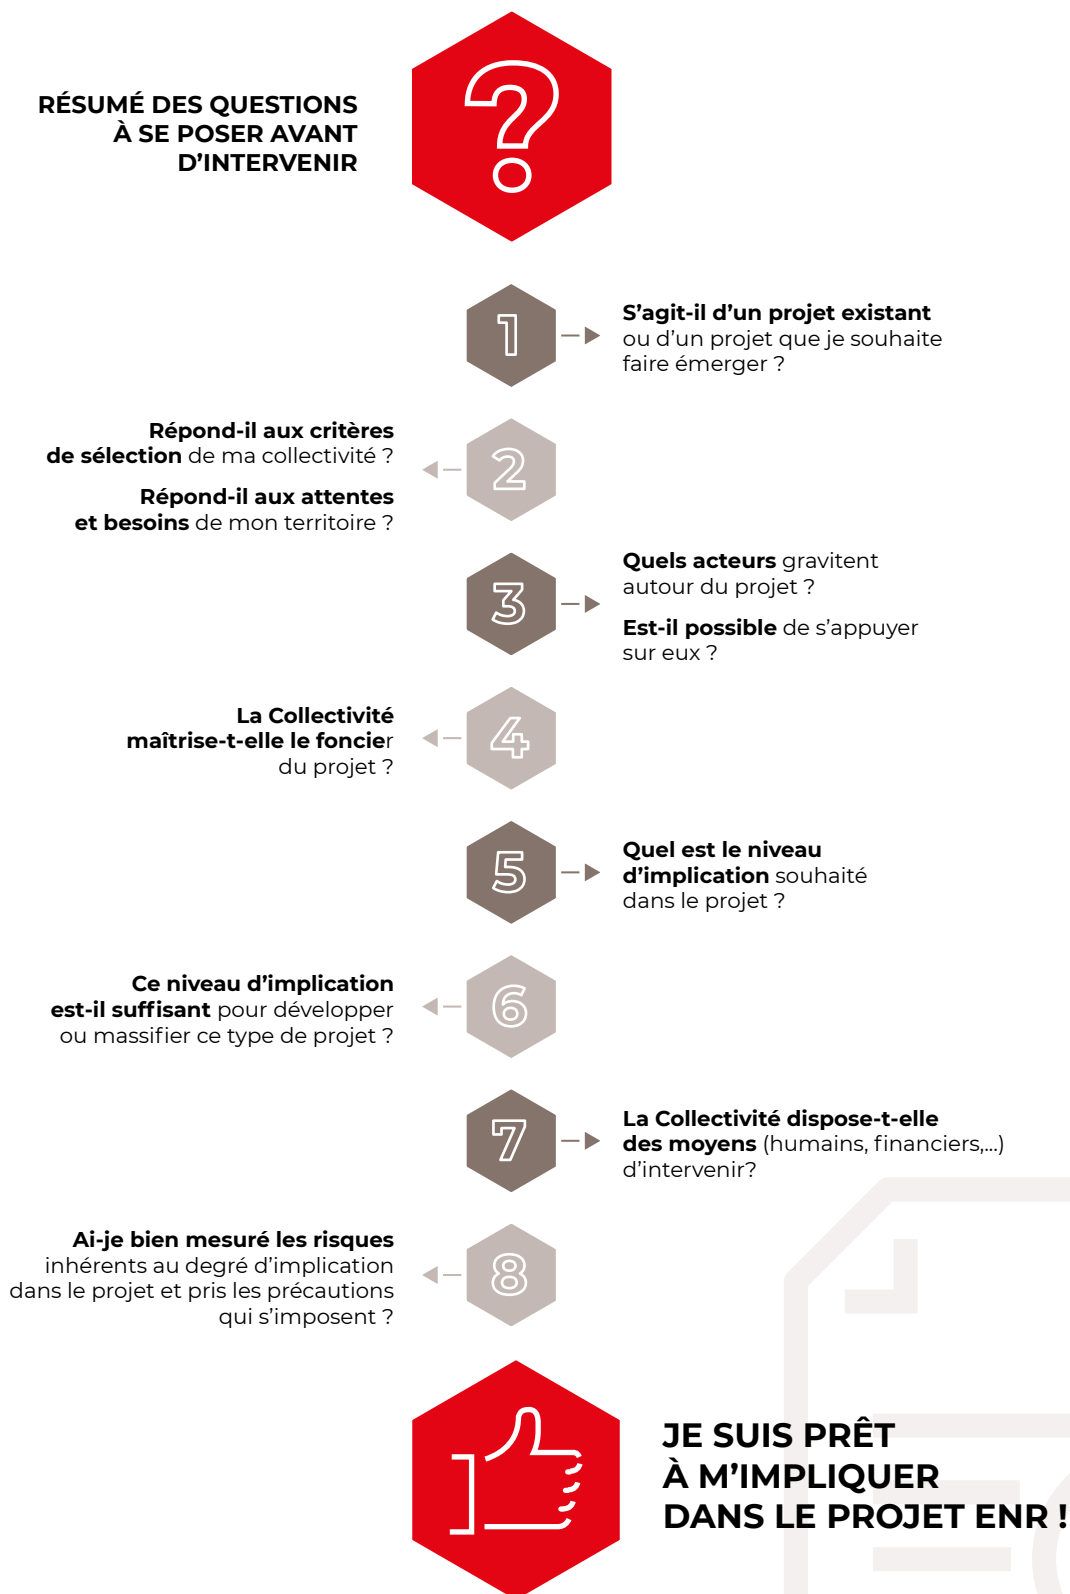 RÉSUMÉ DES QUESTIONS
À SE POSER AVANT
D'INTERVENIR
?
1
S'agit-il d'un projet existant
ou d'un projet que je souhaite
faire émerger ?
2
Répond-il aux critères
de sélection de ma collectivité ?
Répond-il aux attentes
et besoins de mon territoire ?
3
Quels acteurs gravitent
autour du projet ?
Est-il possible de s'appuyer
sur eux ?
4
La Collectivité
maîtrise-t-elle le foncier
du projet ?
5
Quel est le niveau
d'implication souhaité
dans le projet ?
6
Ce niveau d'implication
est-il suffisant pour développer
ou massifier ce type de projet ?
7
La Collectivité dispose-t-elle
des moyens (humains, financiers,...)
d'intervenir?
8
Ai-je bien mesuré les risques
inhérents au degré d'implication
dans le projet et pris les précautions
qui s'imposent ?
JE SUIS PRÊT
À M'IMPLIQUER
DANS LE PROJET ENR !